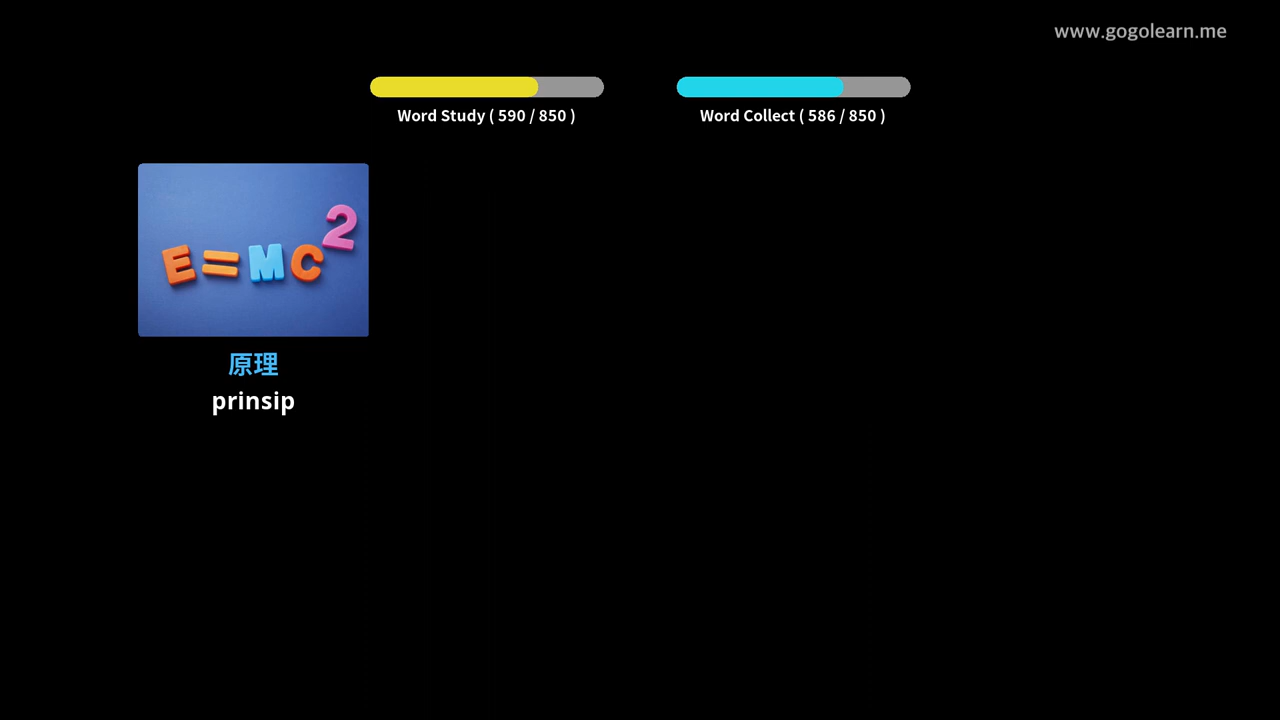 www.gogolearn.me
Word Study ( 590 / 850 )
Word Collect ( 586 / 850 )
E=MC²
原理
prinsip